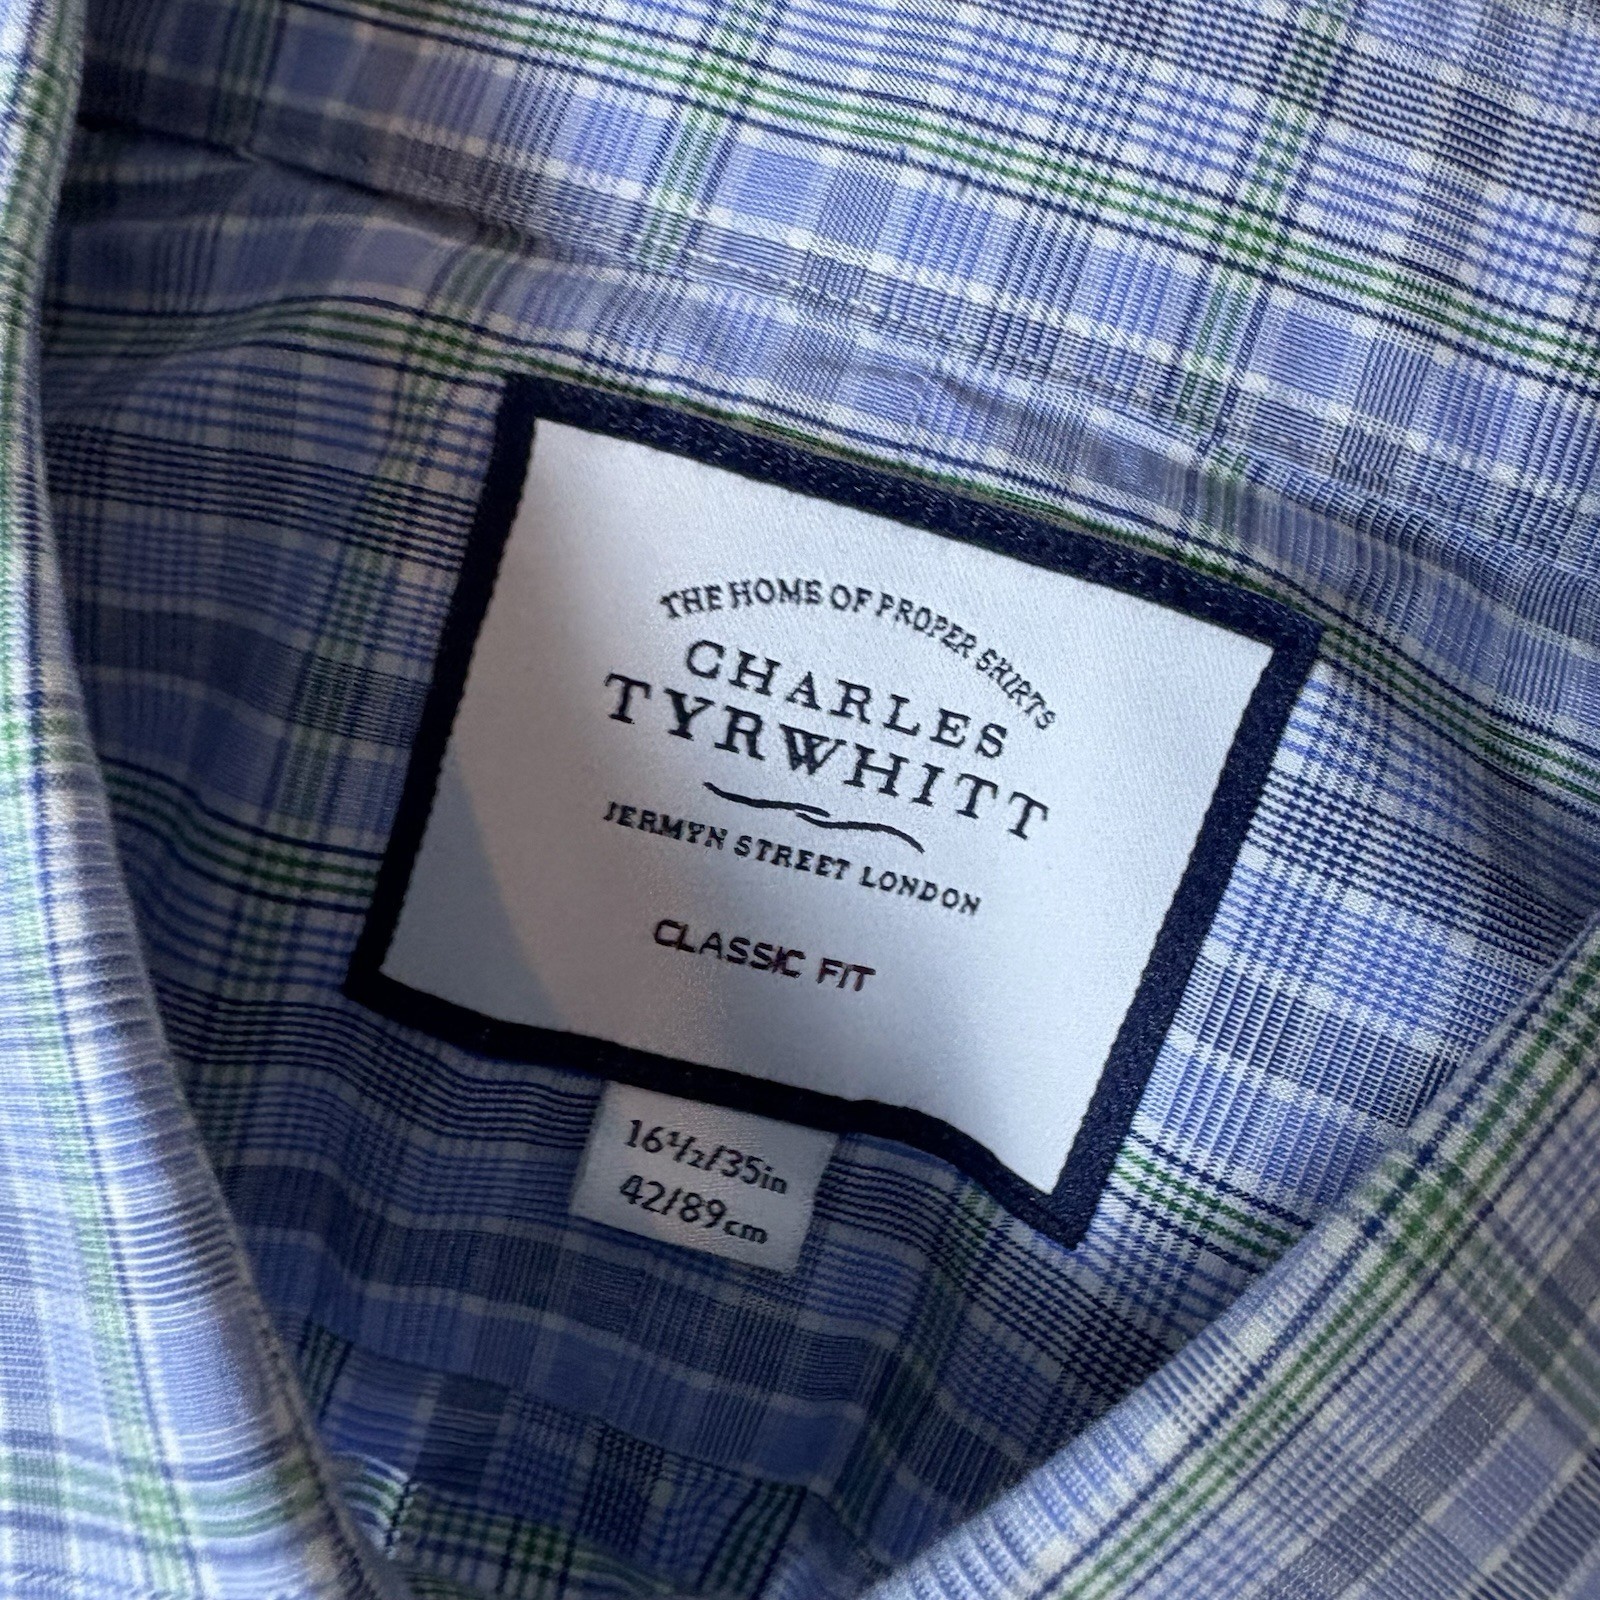 THE HOME OF PROPER SHIRTS
CHARLES
TYRWHITT
JERMYN STREET LONDON
CLASSIC FIT
16½/35in
42/89cm